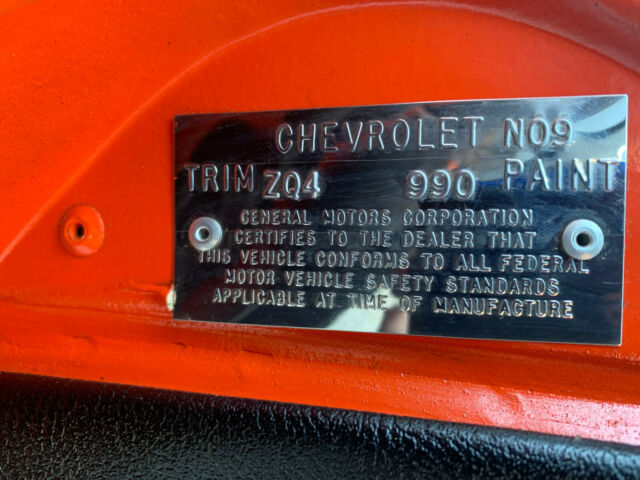 CHEVROLET N09
TRIM ZQ4 990 PAINT
GENERAL MOTORS CORPORATION
CERTIFIES TO THE DEALER THAT
THIS VEHICLE CONFORMS TO ALL FEDERAL
MOTOR VEHICLE SAFETY STANDARDS
APPLICABLE AT TIME OF MANUFACTURE